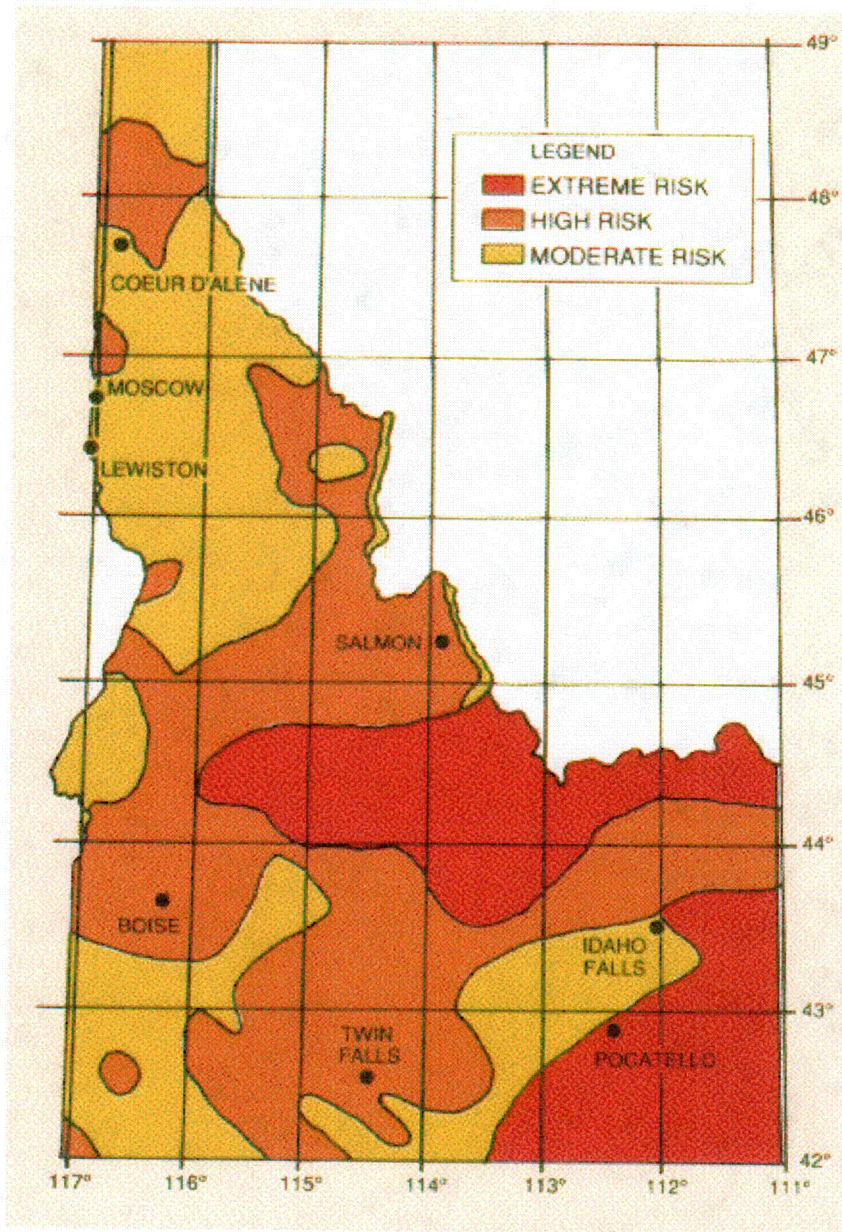 49°
LEGEND
EXTREME RISK
HIGH RISK
MODERATE RISK
48°
COEUR D'ALENE
47°
MOSCOW
LEWISTON
46°
SALMON
45°
44°
BOISE
IDAHO
FALLS
43°
TWIN
FALLS
POCATELLO
42°
117°
116°
115°
114°
113°
112°
111°